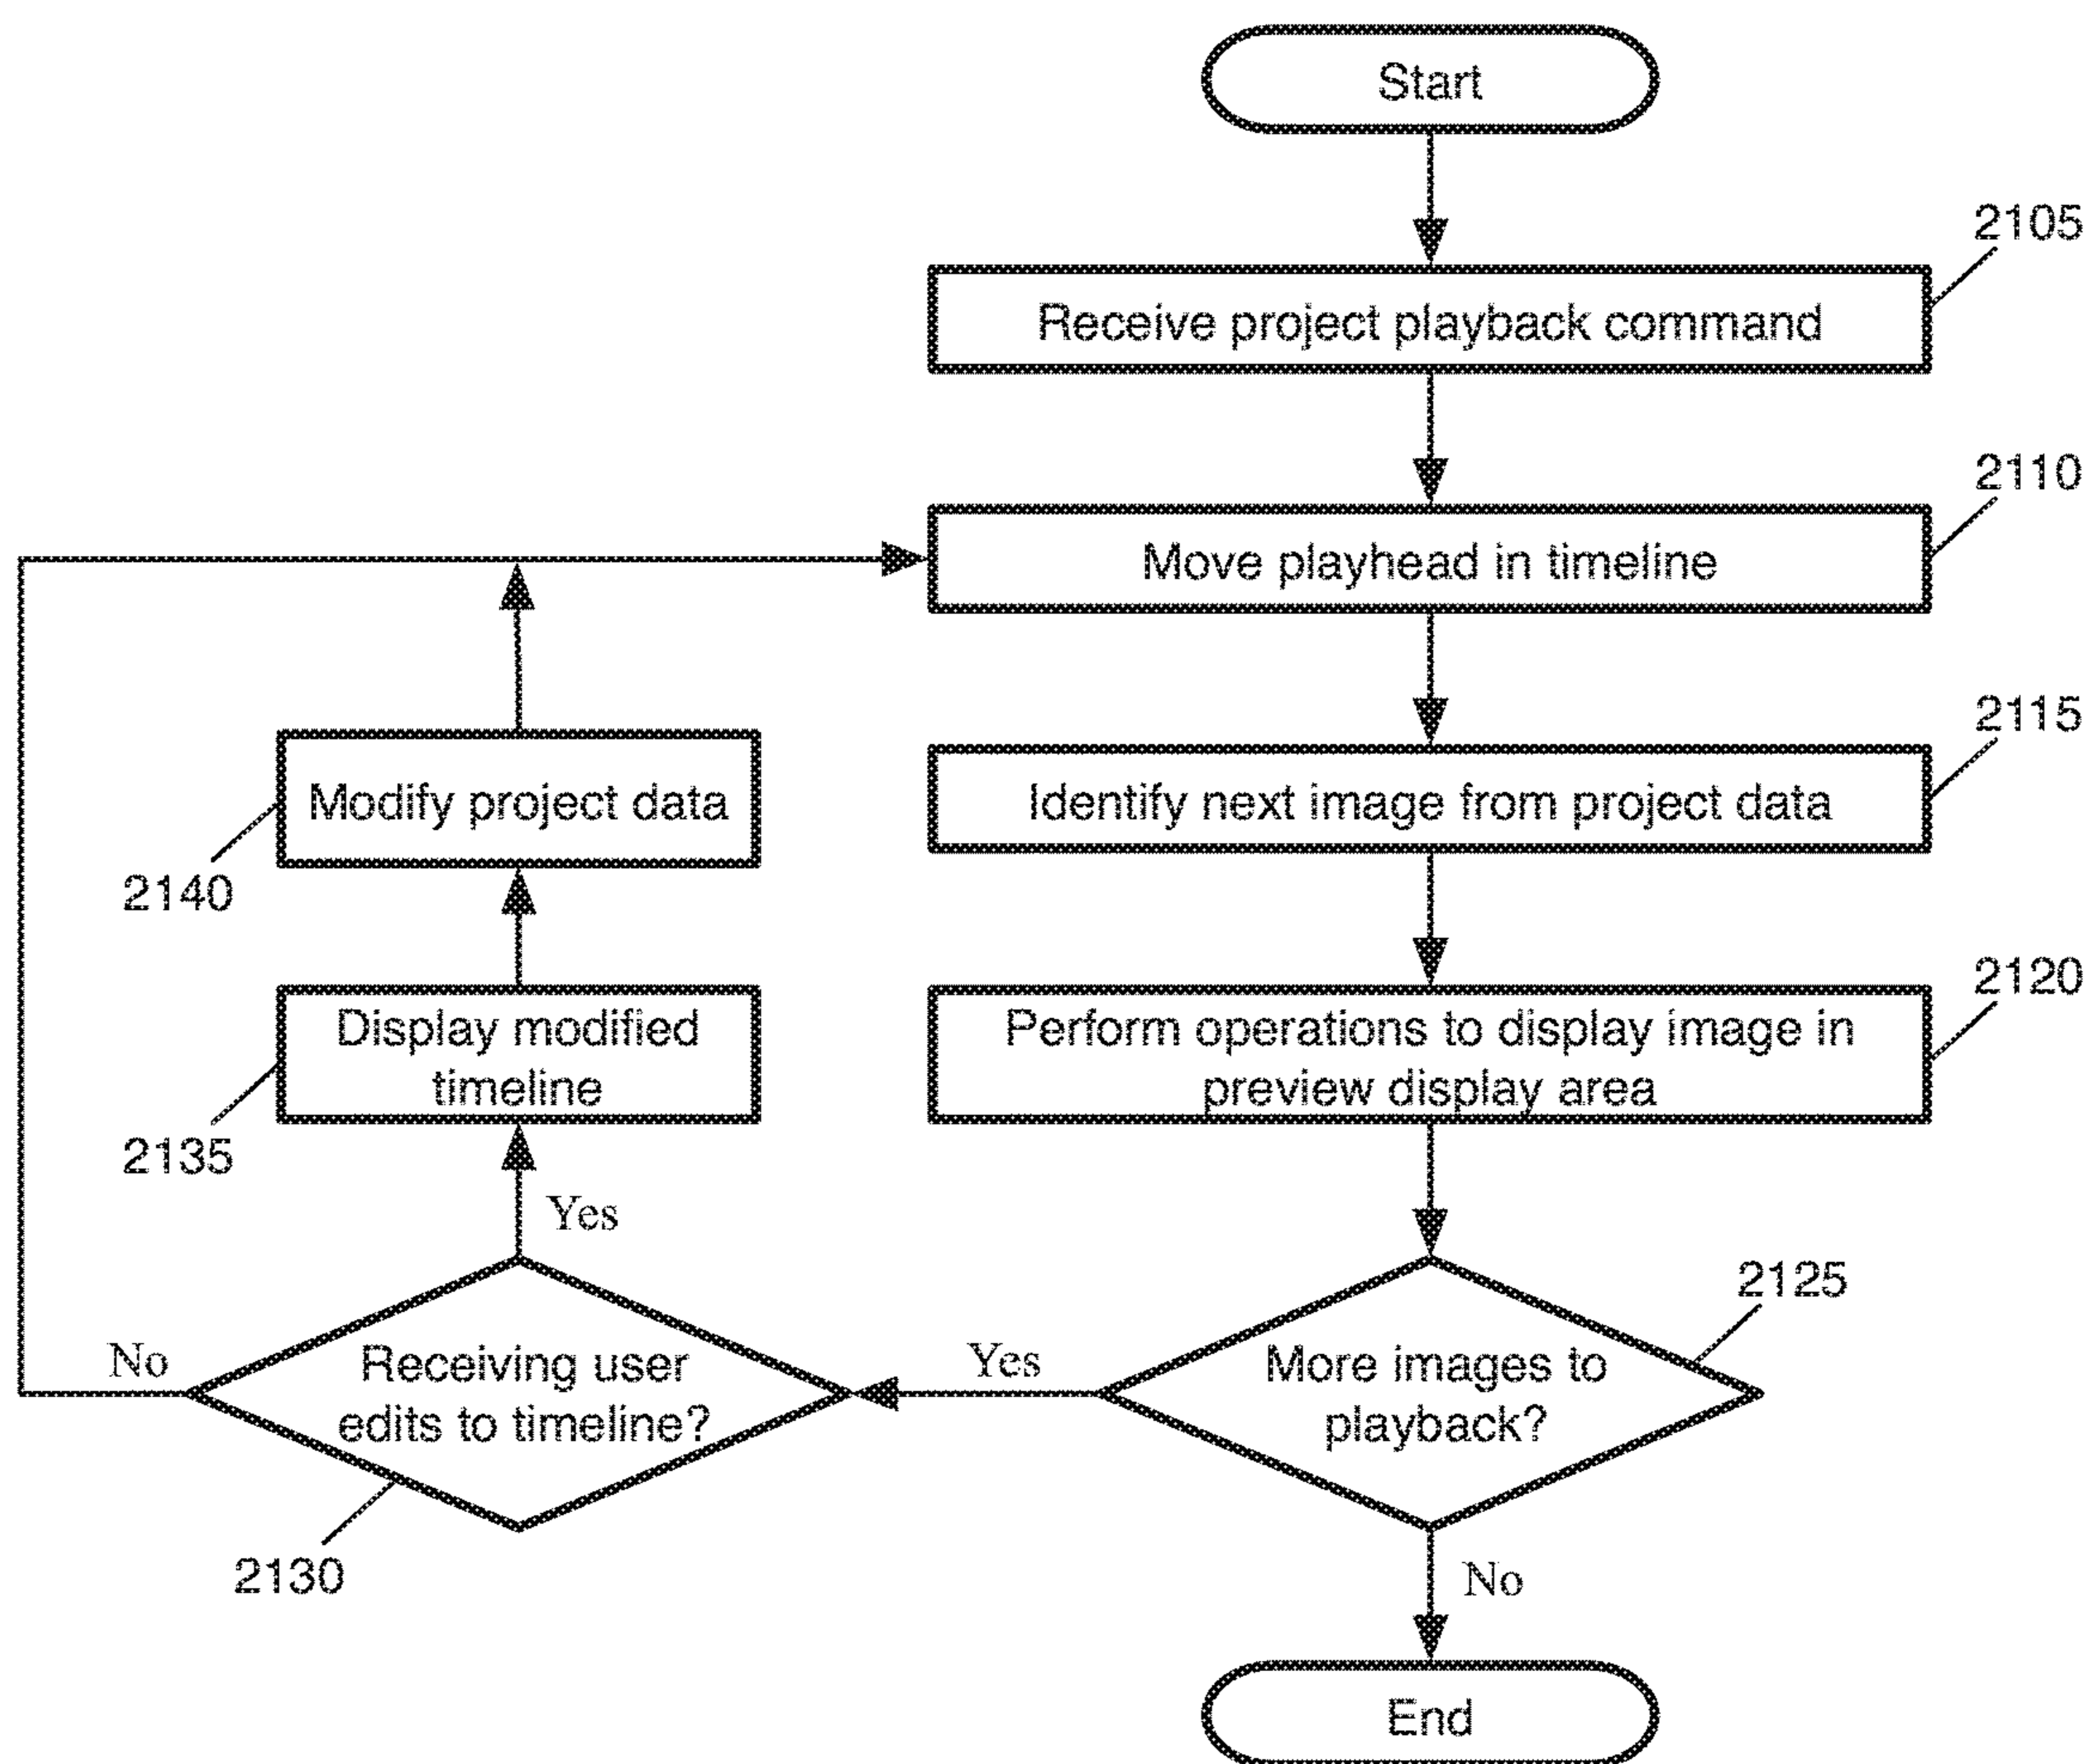 Start
2105
Receive project playback command
2110
Move playhead in timeline
2115
Identify next image from project data
Modify project data
2140
2120
Perform operations to display image in
preview display area
Display modified
timeline
2135
Yes
2125
More images to
playback?
Yes
Receiving user
edits to timeline?
No
2130
No
End